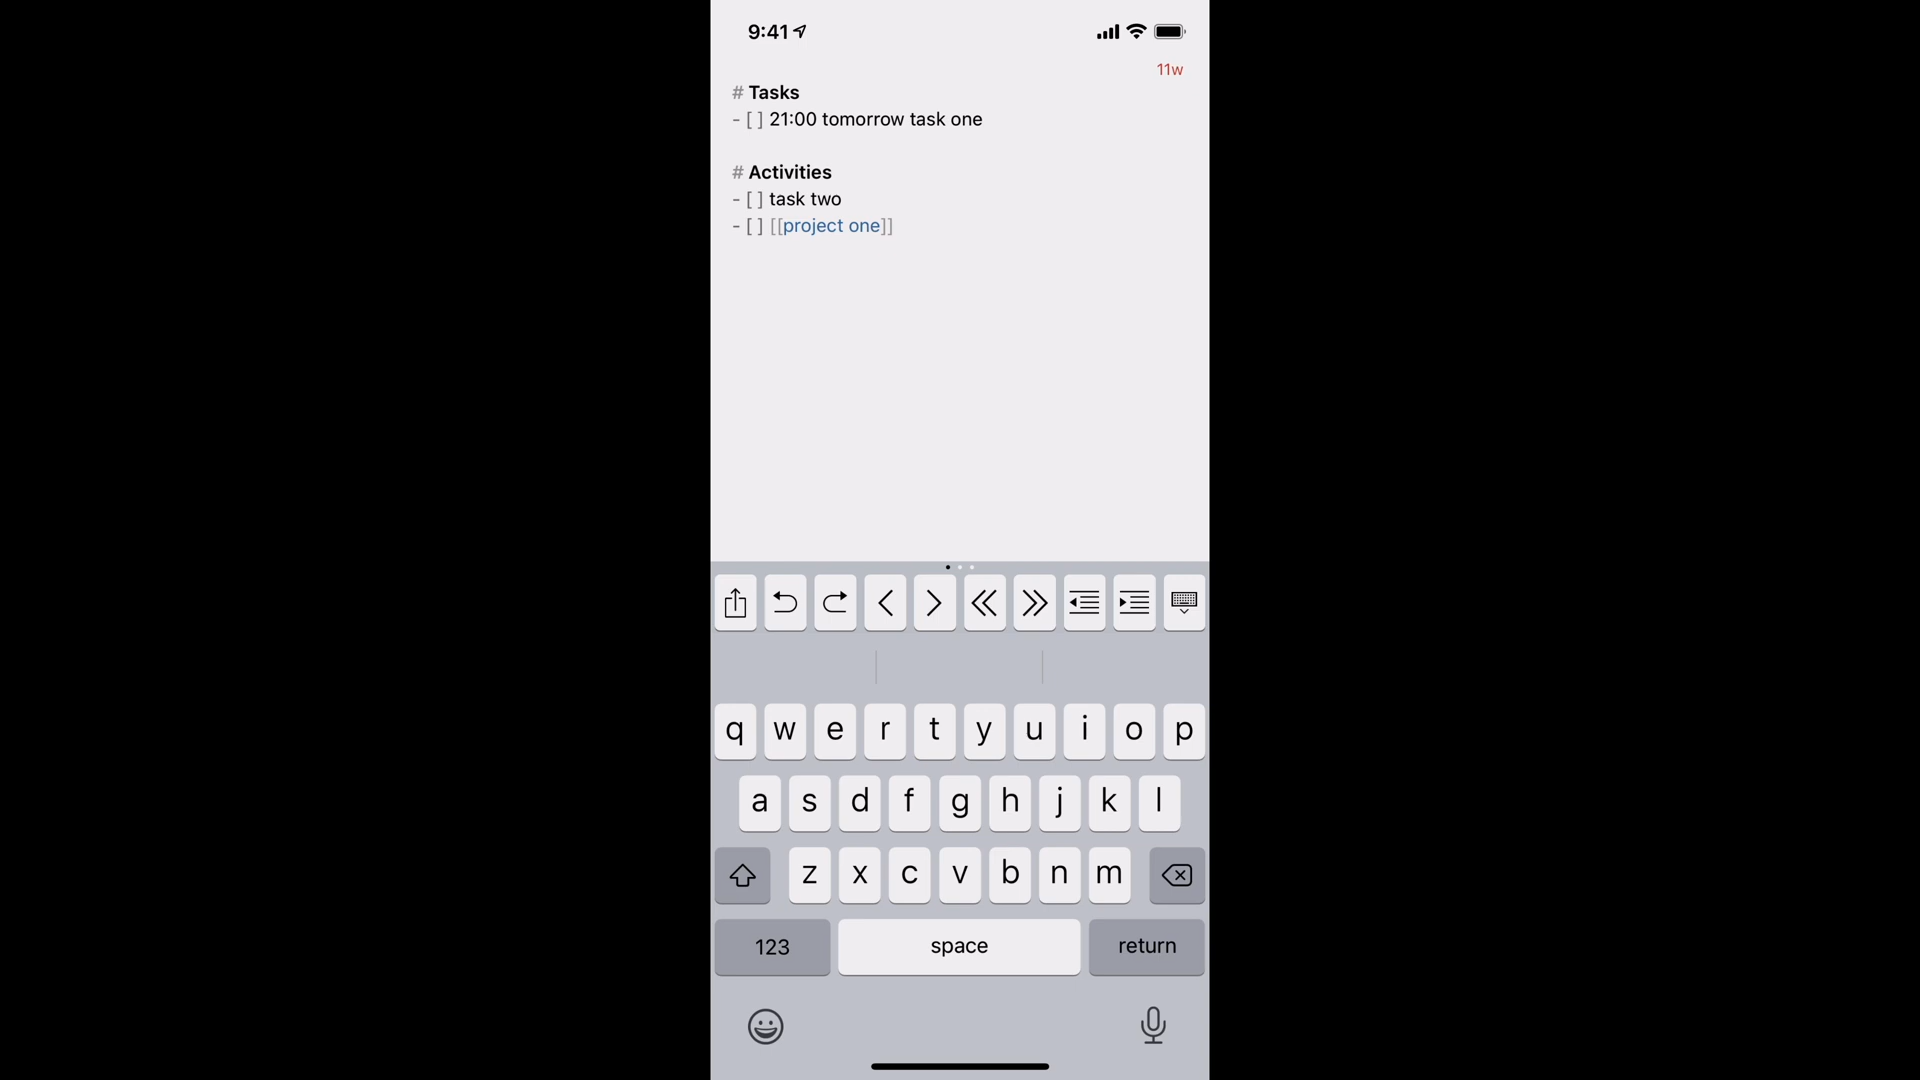 9:41
11w
# Tasks
- [ ] 21:00 tomorrow task one
# Activities
- [ ] task two
- [ ] [[project one]]
q w e r t y u i o p
a s d f g h j k l
z x c v b n m
123 space return